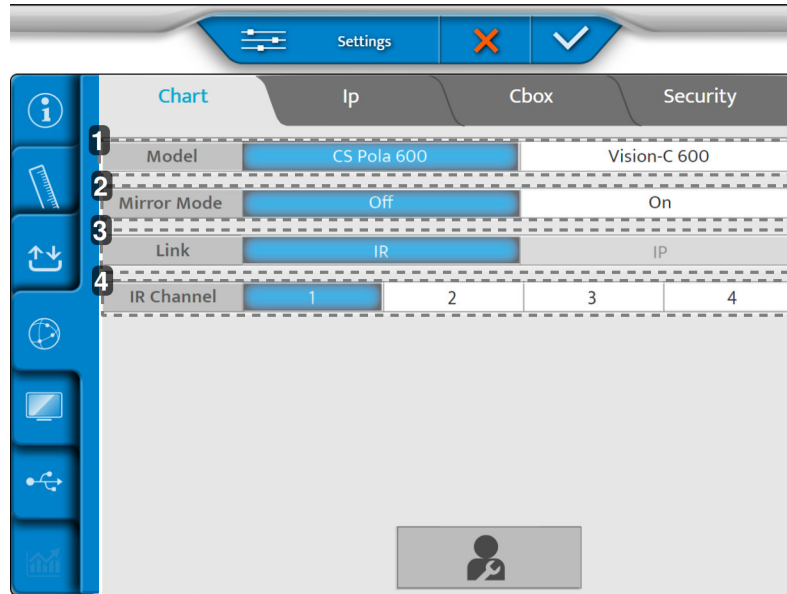 Settings
Chart Ip Cbox Security
1
Model CS Pola 600 Vision-C 600
2
Mirror Mode Off On
3
Link IR IP
4
IR Channel 1 2 3 4